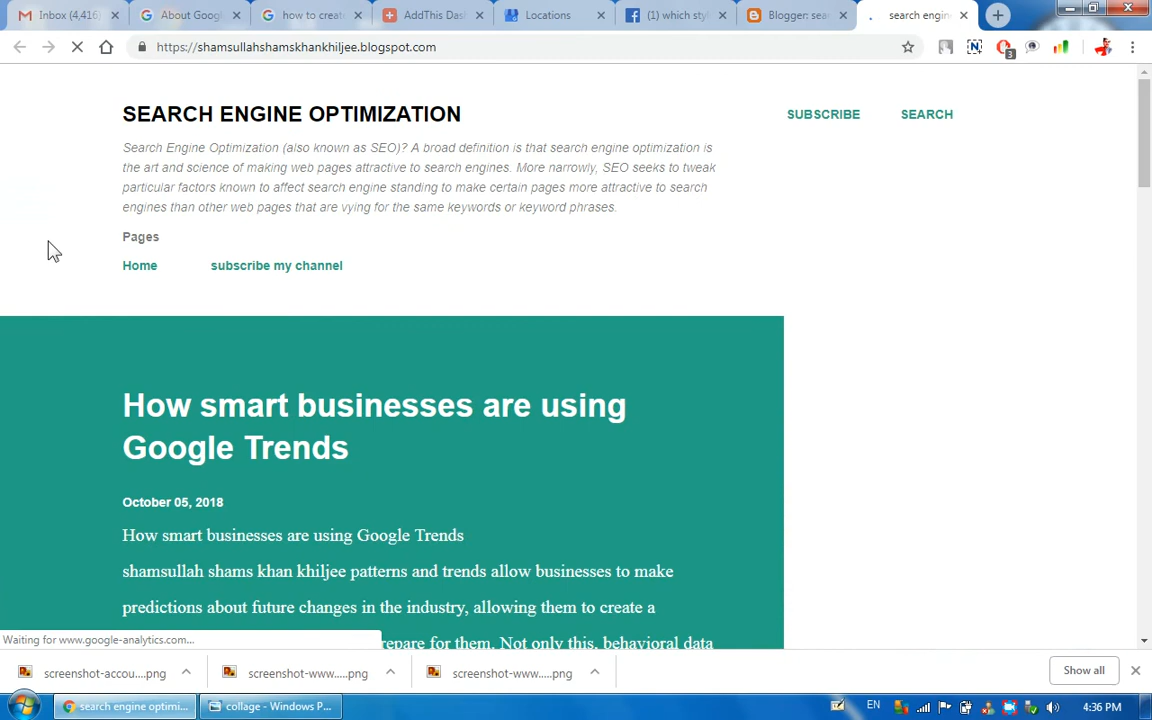 Inbox (4,416)
About Googl
how to create
AddThis Das
Locations
(1) which sty
Blogger: sea
search engin
https://shamsullahshamskhankhiljee.blogspot.com
3
SEARCH ENGINE OPTIMIZATION
SUBSCRIBE
SEARCH
Search Engine Optimization (also known as SEO)? A broad definition is that search engine optimization is
the art and science of making web pages attractive to search engines. More narrowly, SEO seeks to tweak
particular factors known to affect search engine standing to make certain pages more attractive to search
engines than other web pages that are vying for the same keywords or keyword phrases.
Pages
Home
subscribe my channel
How smart businesses are using
Google Trends
October 05, 2018
How smart businesses are using Google Trends
shamsullah shams khan khiljee patterns and trends allow businesses to make
predictions about future changes in the industry, allowing them to create a
repare for them. Not only this, behavioral data
Waiting for www.google-analytics.com...
screenshot-accou....png
screenshot-www.....png
screenshot-www.....png
Show all
search engine optimi...
collage - Windows P...
EN
4:36 PM